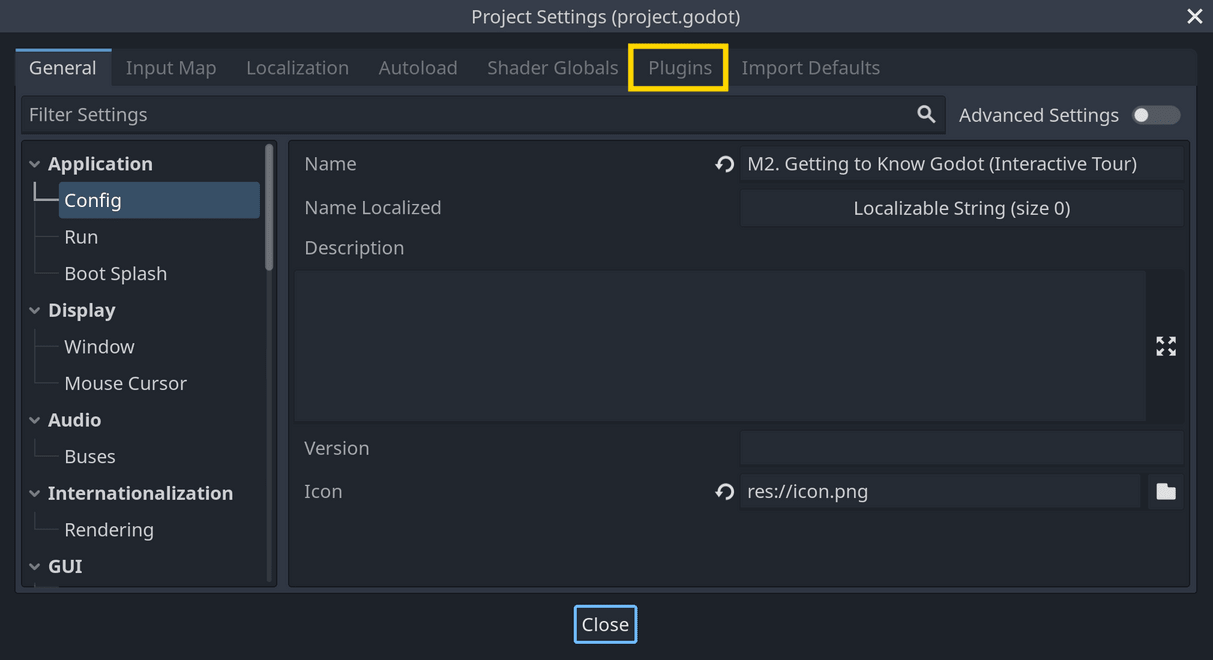 Project Settings (project.godot)
General Input Map Localization Autoload Shader Globals Plugins Import Defaults
Filter Settings Advanced Settings
Application
Config
Run
Boot Splash
Display
Window
Mouse Cursor
Audio
Buses
Internationalization
Rendering
GUI
Name M2. Getting to Know Godot (Interactive Tour)
Name Localized Localizable String (size 0)
Description
Version
Icon res://icon.png
Close